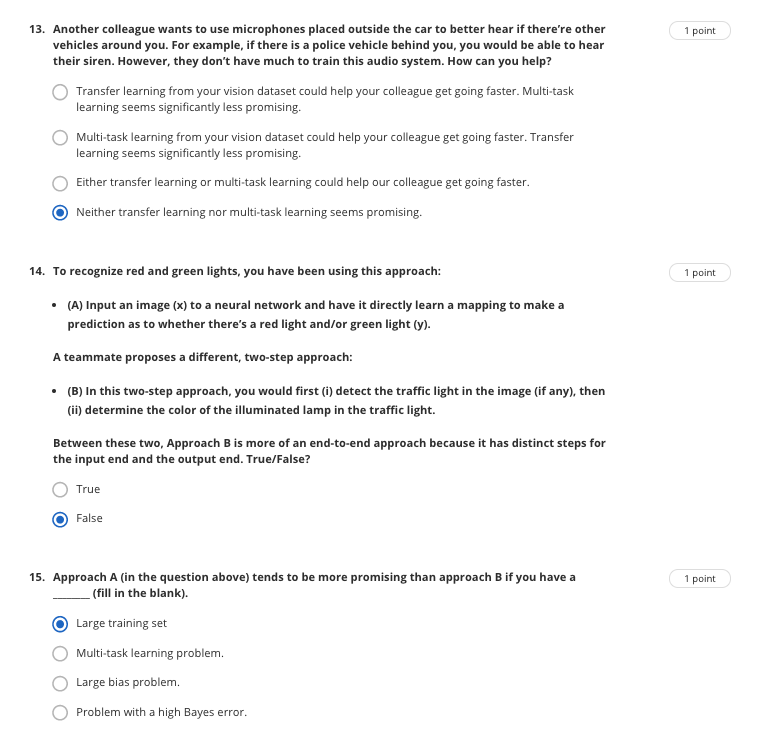 13. Another colleague wants to use microphones placed outside the car to better hear if there’re other
1 point
vehicles around you. For example, if there is a police vehicle behind you, you would be able to hear
their siren. However, they don’t have much to train this audio system. How can you help?
Transfer learning from your vision dataset could help your colleague get going faster. Multi-task
learning seems significantly less promising.
Multi-task learning from your vision dataset could help your colleague get going faster. Transfer
learning seems significantly less promising.
Either transfer learning or multi-task learning could help our colleague get going faster.
Neither transfer learning nor multi-task learning seems promising.
14. To recognize red and green lights, you have been using this approach:
1 point
• (A) Input an image (x) to a neural network and have it directly learn a mapping to make a
prediction as to whether there’s a red light and/or green light (y).
A teammate proposes a different, two-step approach:
• (B) In this two-step approach, you would first (i) detect the traffic light in the image (if any), then
(ii) determine the color of the illuminated lamp in the traffic light.
Between these two, Approach B is more of an end-to-end approach because it has distinct steps for
the input end and the output end. True/False?
True
False
15. Approach A (in the question above) tends to be more promising than approach B if you have a
1 point
_______ (fill in the blank).
Large training set
Multi-task learning problem.
Large bias problem.
Problem with a high Bayes error.